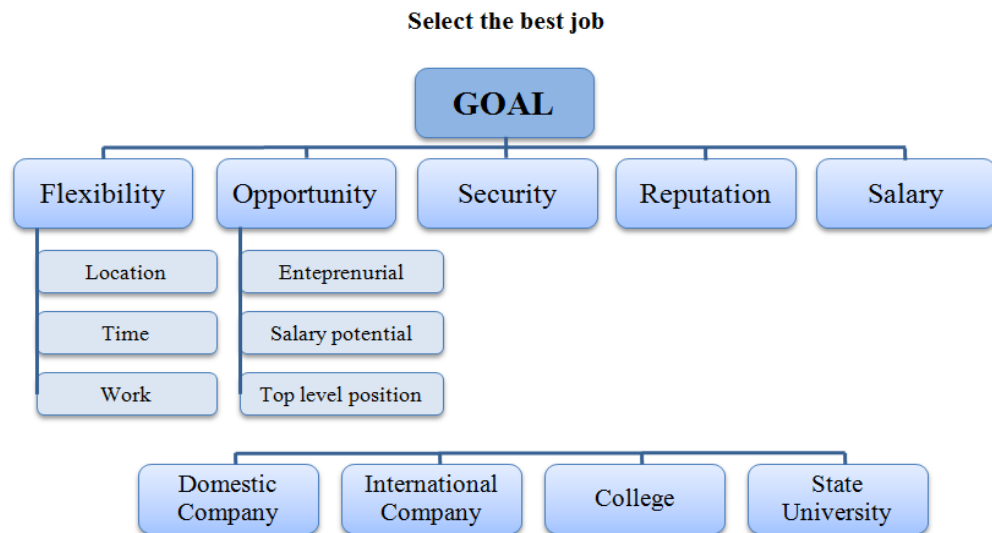 Select the best job
GOAL
Flexibility
Opportunity
Security
Reputation
Salary
Location
Enteprenurial
Time
Salary potential
Work
Top level position
Domestic
Company
International
Company
College
State
University